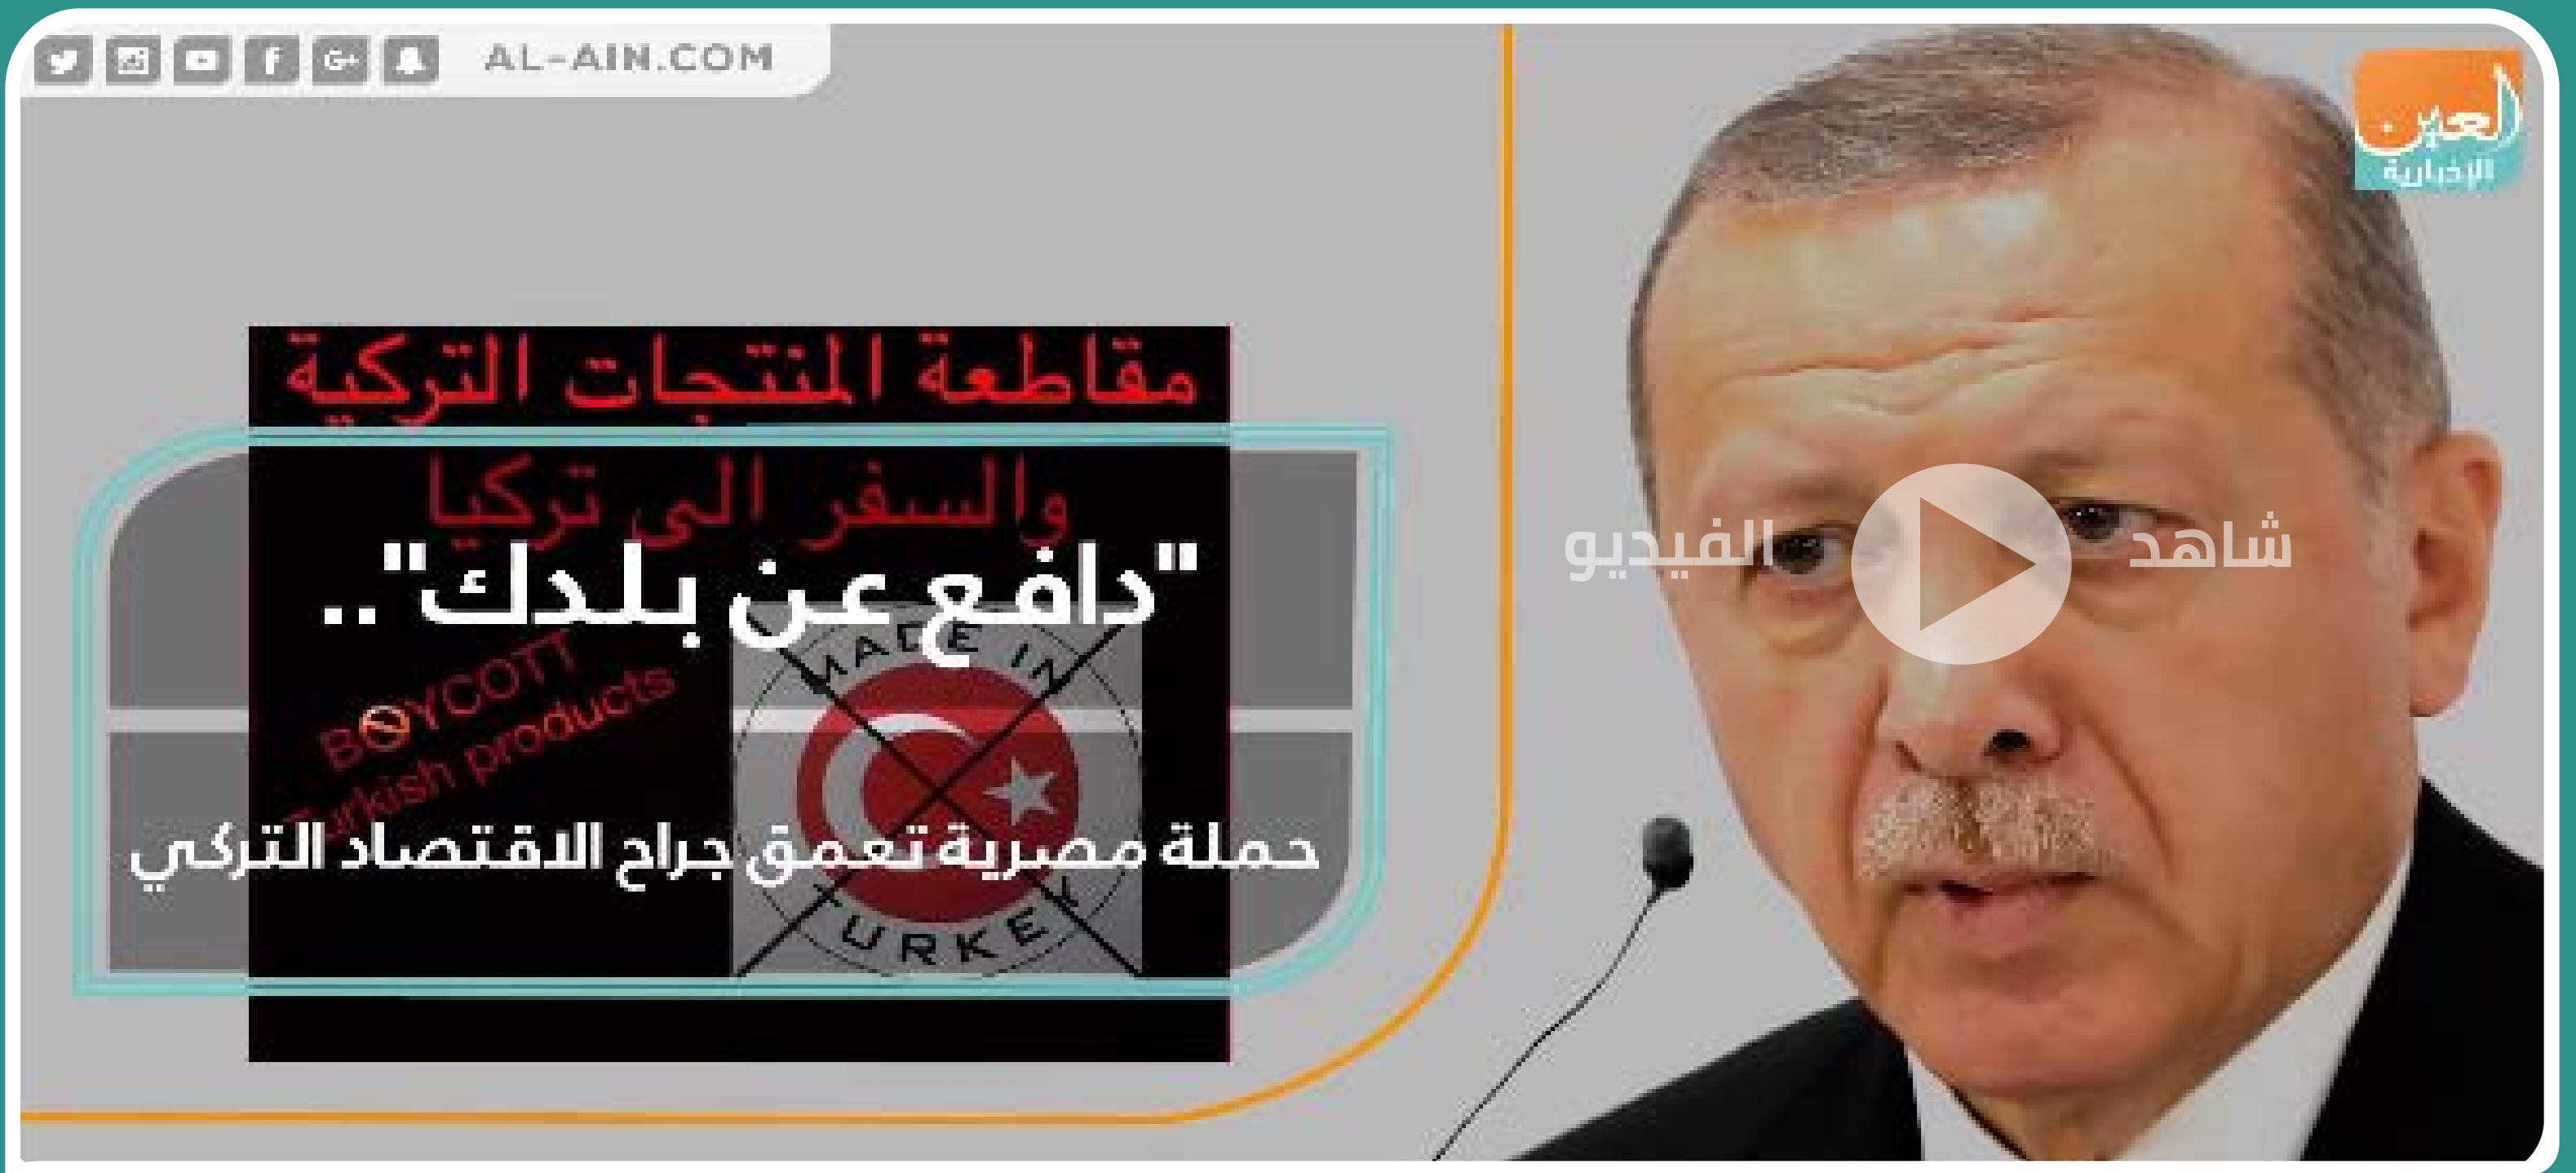 AL-AIN.COM
العين
الإخبارية
مقاطعة المنتجات التركية
والسفر الى تركيا
"دافع عن بلدك"..
BOYCOTT
Turkish products
MADE IN
TURKEY
حملة مصرية تعمق جراح الاقتصاد التركي
شاهد الفيديو